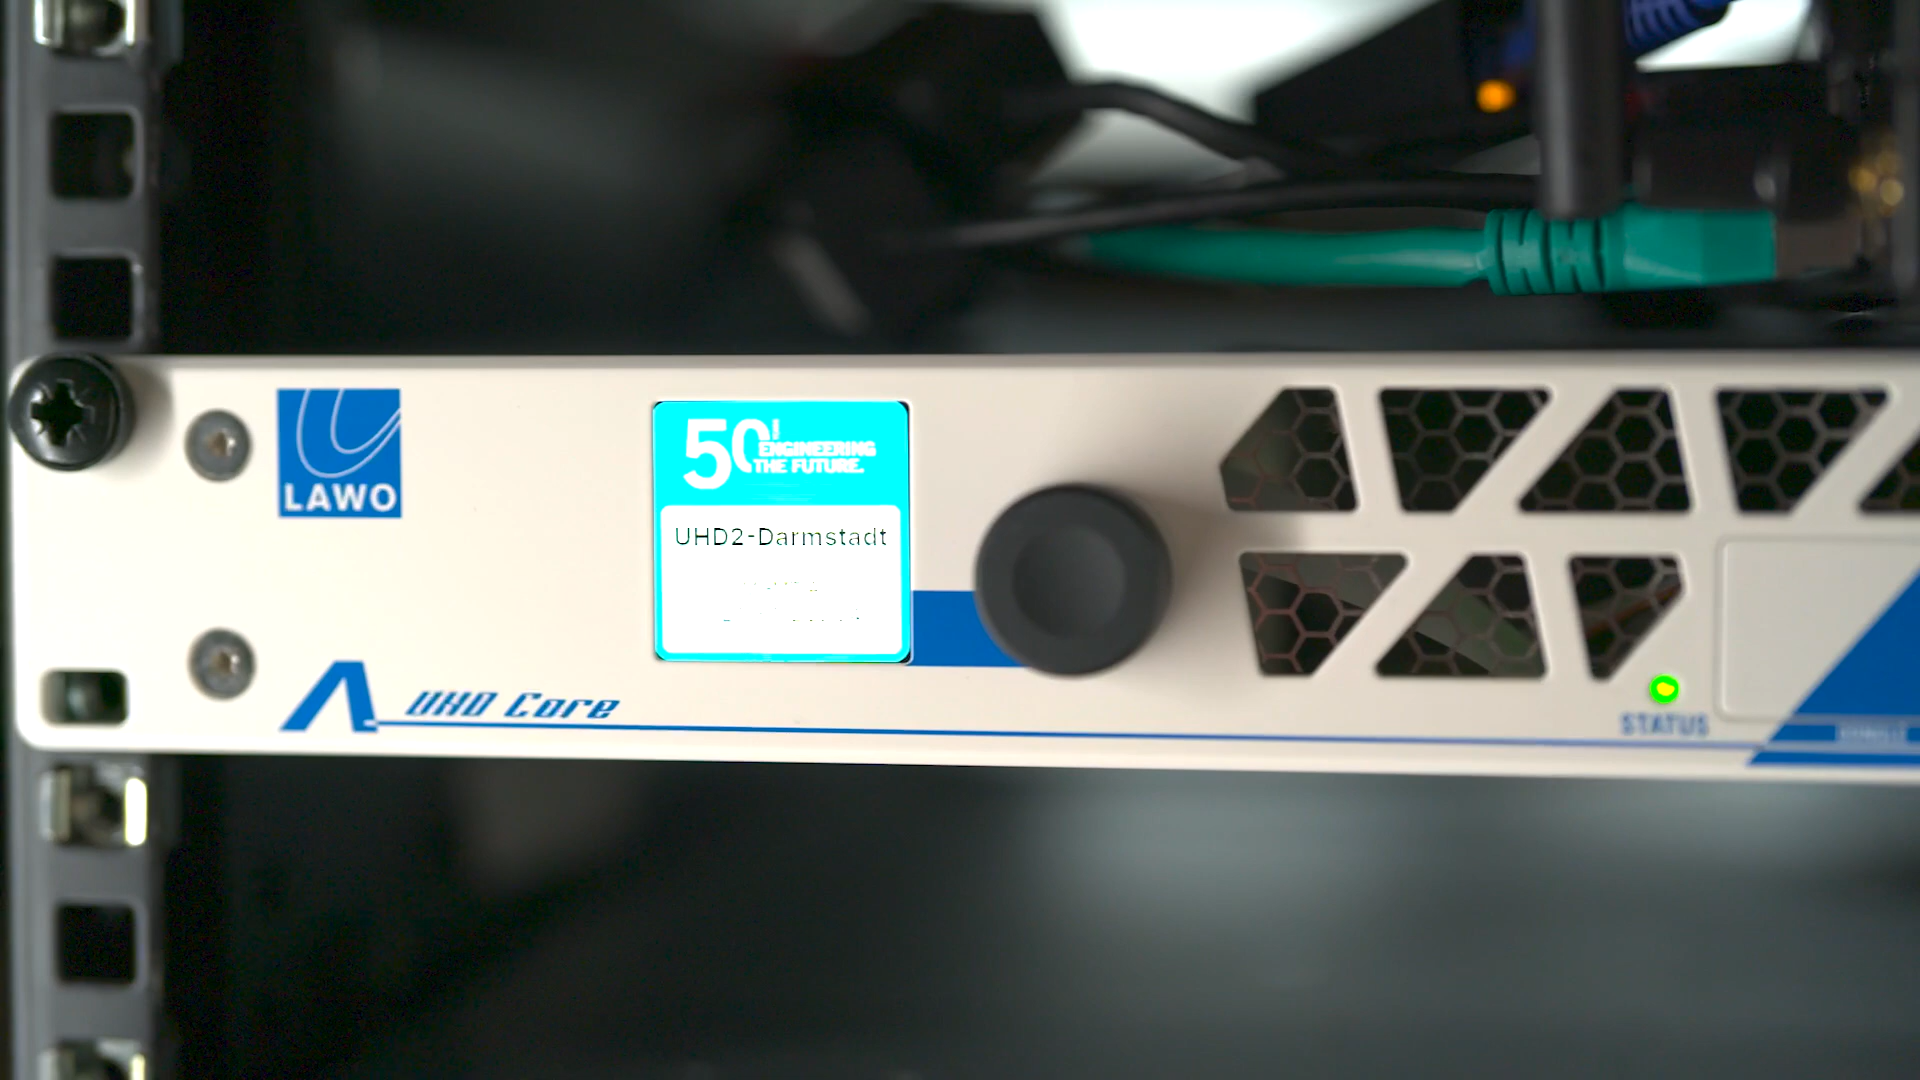 LAWO
50!
ENGINEERING
THE FUTURE.
UHD2-Darmstadt
UHD Core
STATUS